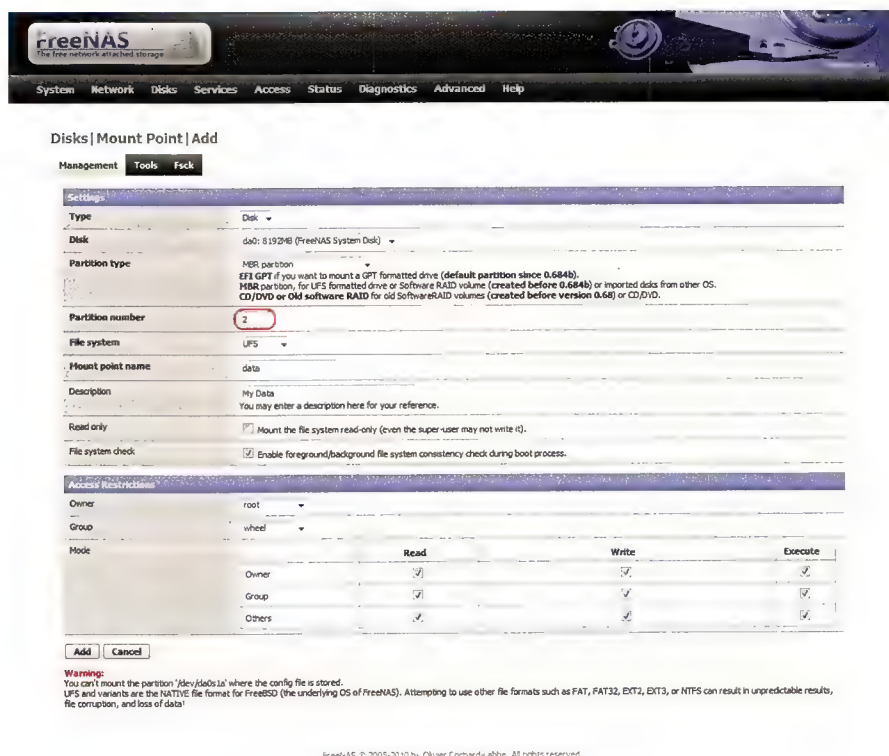 FreeNAS
The free network attached storage
System Network Disks Services Access Status Diagnostics Advanced Help
Disks|Mount Point|Add
Management Tools Fsck
Settings
Type Disk
Disk da0: 8192MB (FreeNAS System Disk)
Partition type MBR partition
EFI GPT if you want to mount a GPT formatted drive (default partition since 0.684b).
MBR partition, for UFS formatted drive or Software RAID volume (created before 0.684b) or imported disks from other OS.
CD/DVD or Old software RAID for old SoftwareRAID volumes (created before version 0.68) or CD/DVD.
Partition number 2
File system UFS
Mount point name data
Description My Data
You may enter a description here for your reference.
Read only Mount the file system read-only (even the super-user may not write it).
File system check Enable foreground/background file system consistency check during boot process.
Access Restrictions
Owner root
Group wheel
Mode Read Write Execute
Owner
Group
Others
Add Cancel
Warning:
You can't mount the partition '/dev/da0s1a' where the config file is stored.
UFS and variants are the NATIVE file format for FreeBSD (the underlying OS of FreeNAS). Attempting to use other file formats such as FAT, FAT32, EXT2, EXT3, or NTFS can result in unpredictable results,
file corruption, and loss of data!
FreeNAS © 2005-2010 by Olivier Cochard-Labbe. All rights reserved.